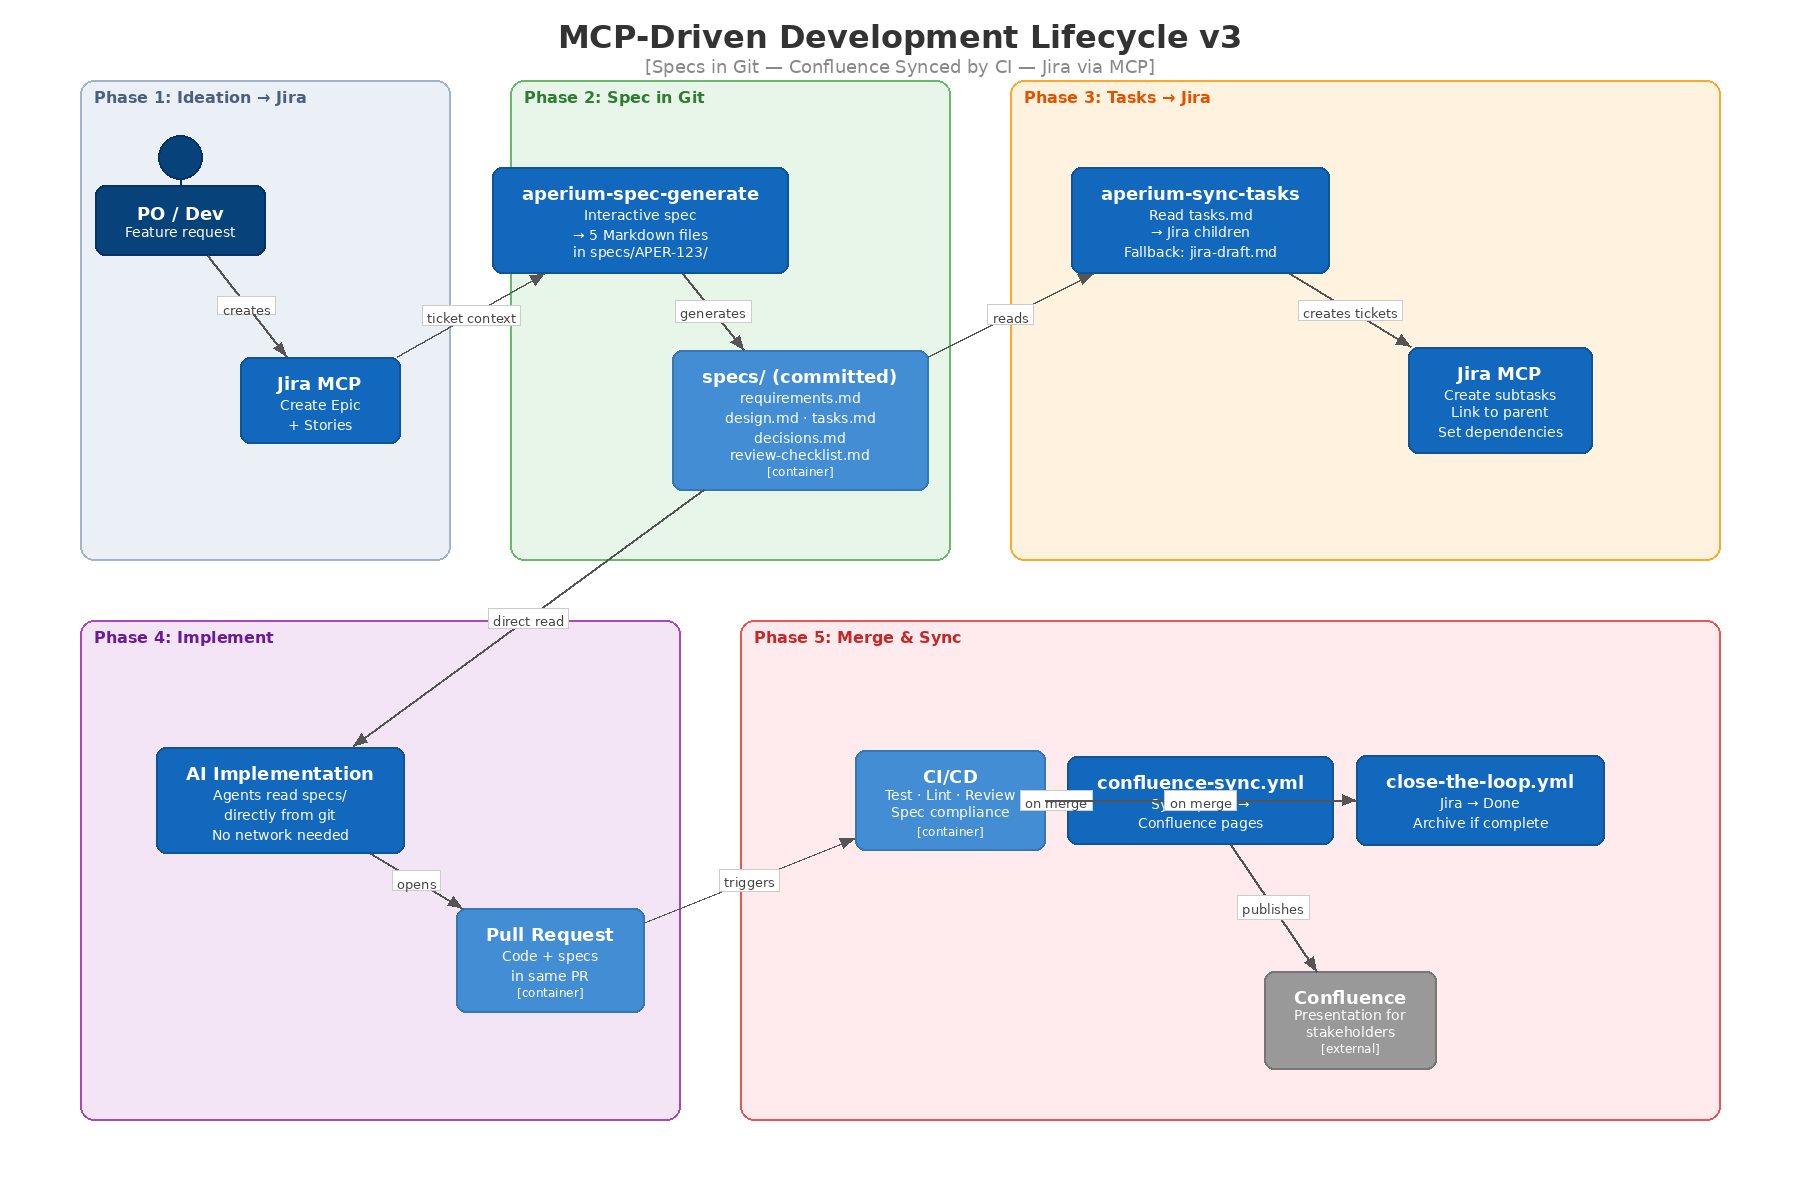 MCP-Driven Development Lifecycle v3
[Specs in Git — Confluence Synced by CI — Jira via MCP]
Phase 1: Ideation → Jira
PO / Dev
Feature request
creates
Jira MCP
Create Epic
+ Stories
ticket context
Phase 2: Spec in Git
aperium-spec-generate
Interactive spec
→ 5 Markdown files
in specs/APER-123/
generates
specs/ (committed)
requirements.md
design.md · tasks.md
decisions.md
review-checklist.md
[container]
reads
Phase 3: Tasks → Jira
aperium-sync-tasks
Read tasks.md
→ Jira children
Fallback: jira-draft.md
creates tickets
Jira MCP
Create subtasks
Link to parent
Set dependencies
direct read
Phase 4: Implement
AI Implementation
Agents read specs/
directly from git
No network needed
opens
Pull Request
Code + specs
in same PR
[container]
triggers
Phase 5: Merge & Sync
CI/CD
Test · Lint · Review
Spec compliance
[container]
on merge
confluence-sync.yml
→
Confluence pages
on merge
close-the-loop.yml
Jira → Done
Archive if complete
publishes
Confluence
Presentation for
stakeholders
[external]